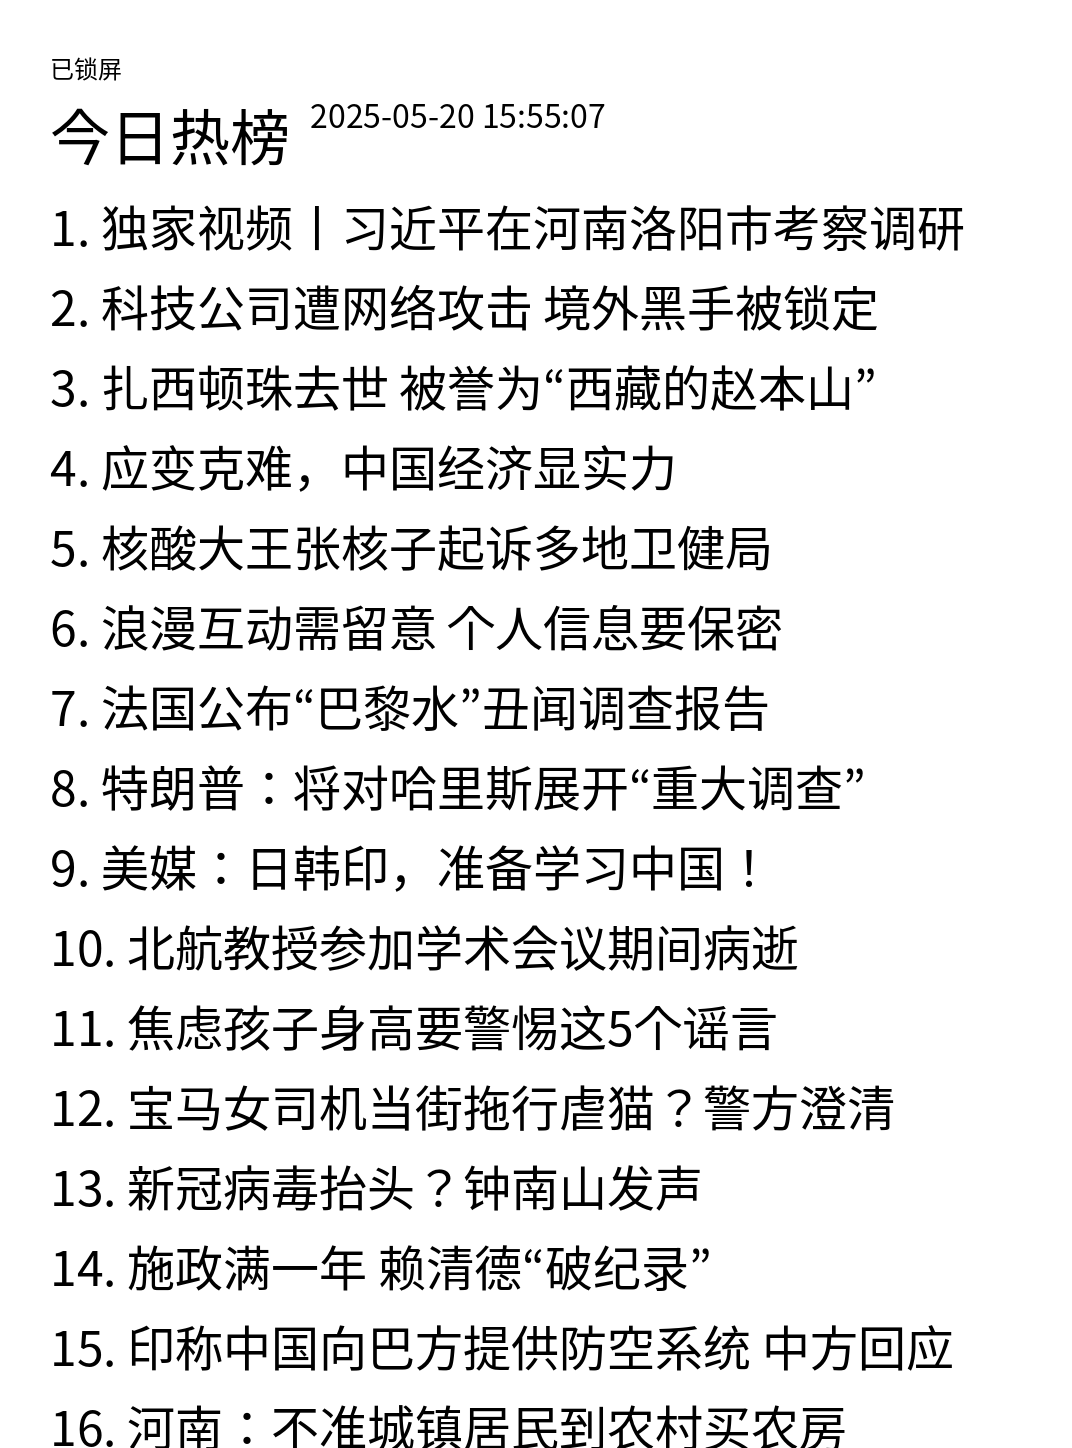 已锁屏
今日热榜 2025-05-20 15:55:07
1. 独家视频丨习近平在河南洛阳市考察调研
2. 科技公司遭网络攻击 境外黑手被锁定
3. 扎西顿珠去世 被誉为“西藏的赵本山”
4. 应变克难，中国经济显实力
5. 核酸大王张核子起诉多地卫健局
6. 浪漫互动需留意 个人信息要保密
7. 法国公布“巴黎水”丑闻调查报告
8. 特朗普：将对哈里斯展开“重大调查”
9. 美媒：日韩印，准备学习中国！
10. 北航教授参加学术会议期间病逝
11. 焦虑孩子身高要警惕这5个谣言
12. 宝马女司机当街拖行虐猫？警方澄清
13. 新冠病毒抬头？钟南山发声
14. 施政满一年 赖清德“破纪录”
15. 印称中国向巴方提供防空系统 中方回应
16. 河南：不准城镇居民到农村买农房